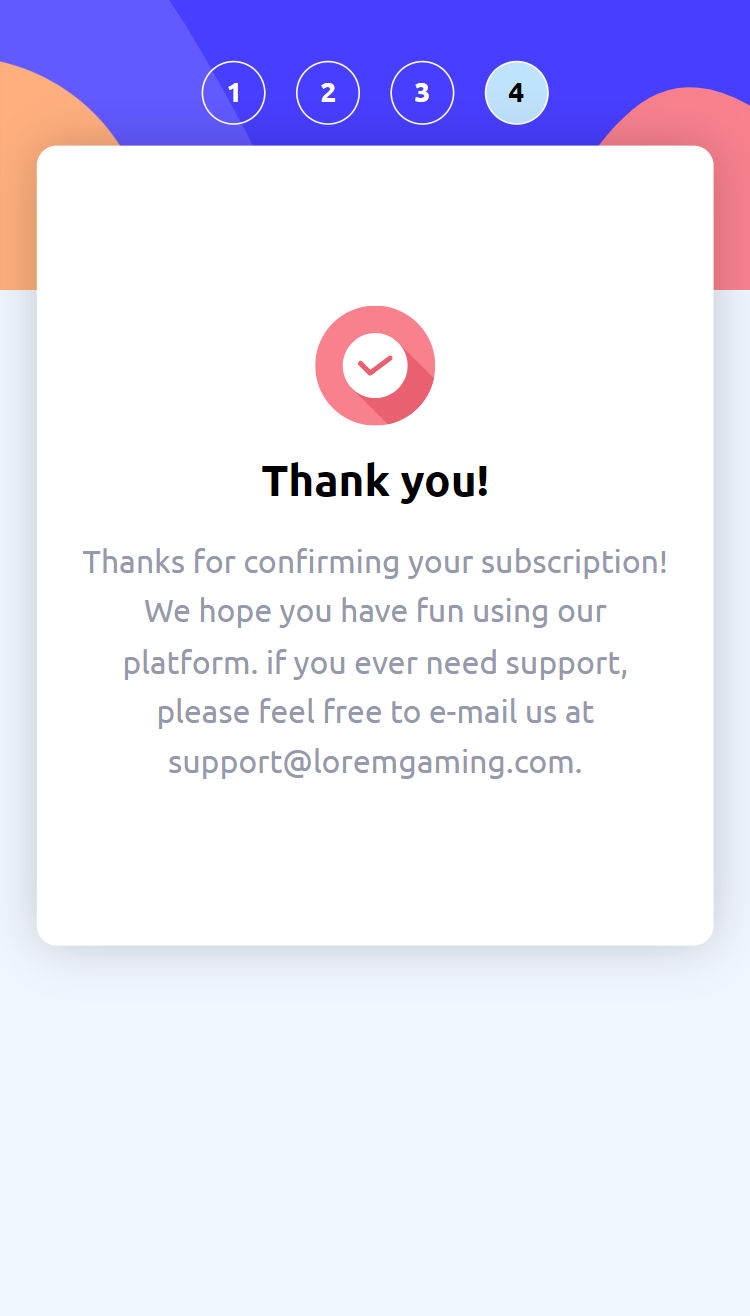 1 2 3 4
Thank you!
Thanks for confirming your subscription!
We hope you have fun using our
platform. if you ever need support,
please feel free to e-mail us at
support@loremgaming.com.